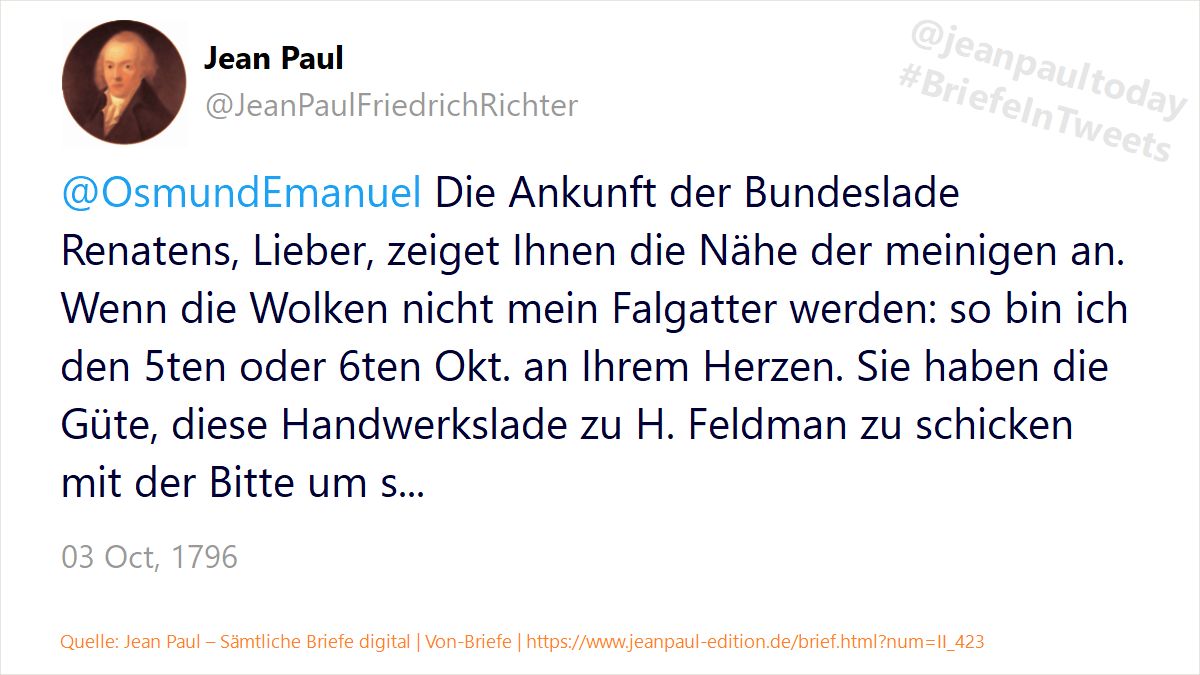 Jean Paul
@JeanPaulFriedrichRichter
@jeanpaultoday
#BriefeInTweets
@OsmundEmanuel Die Ankunft der Bundeslade
Renatens, Lieber, zeiget Ihnen die Nähe der meinigen an.
Wenn die Wolken nicht mein Falgatter werden: so bin ich
den 5ten oder 6ten Okt. an Ihrem Herzen. Sie haben die
Güte, diese Handwerkslade zu H. Feldman zu schicken
mit der Bitte um s...
03 Oct, 1796
Quelle: Jean Paul – Sämtliche Briefe digital | Von-Briefe | https://www.jeanpaul-edition.de/brief.html?num=II_423